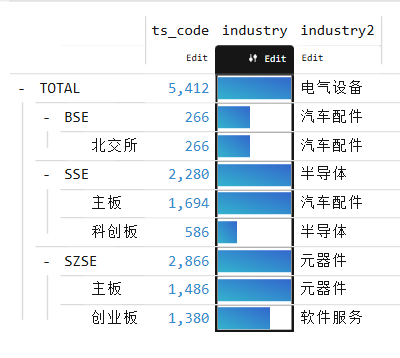 ts_code industry industry2
Edit Edit Edit
- TOTAL 5,412 电气设备
- BSE 266 汽车配件
北交所 266 汽车配件
- SSE 2,280 半导体
主板 1,694 汽车配件
科创板 586 半导体
- SZSE 2,866 元器件
主板 1,486 元器件
创业板 1,380 软件服务